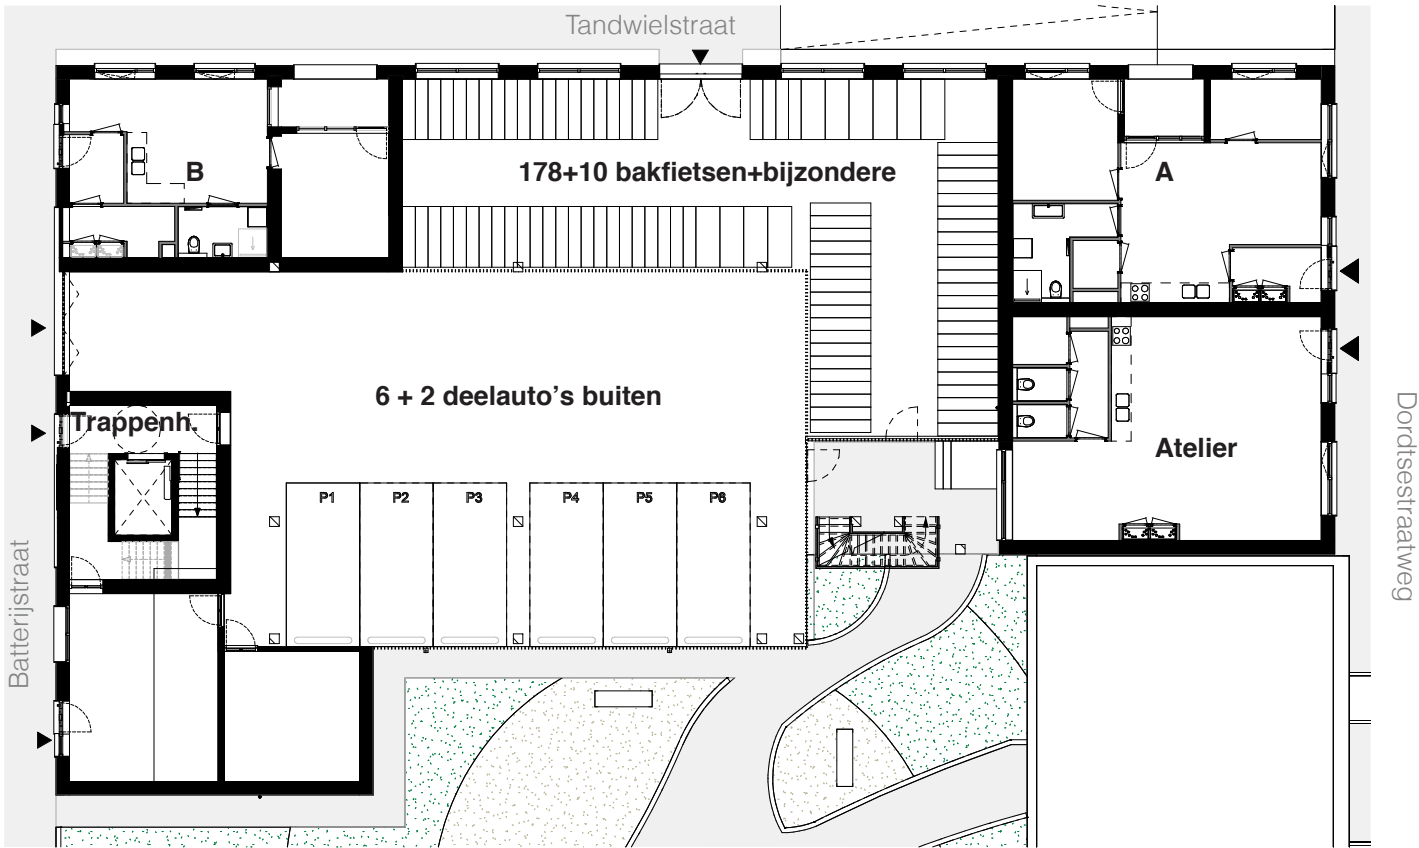 Tandwielstraat
B
178+10 bakfietsen+bijzondere
A
6 + 2 deelauto's buiten
Trappenh.
Atelier
P1
P2
P3
P4
P5
P6
Batterijstraat
Dordtsestraatweg